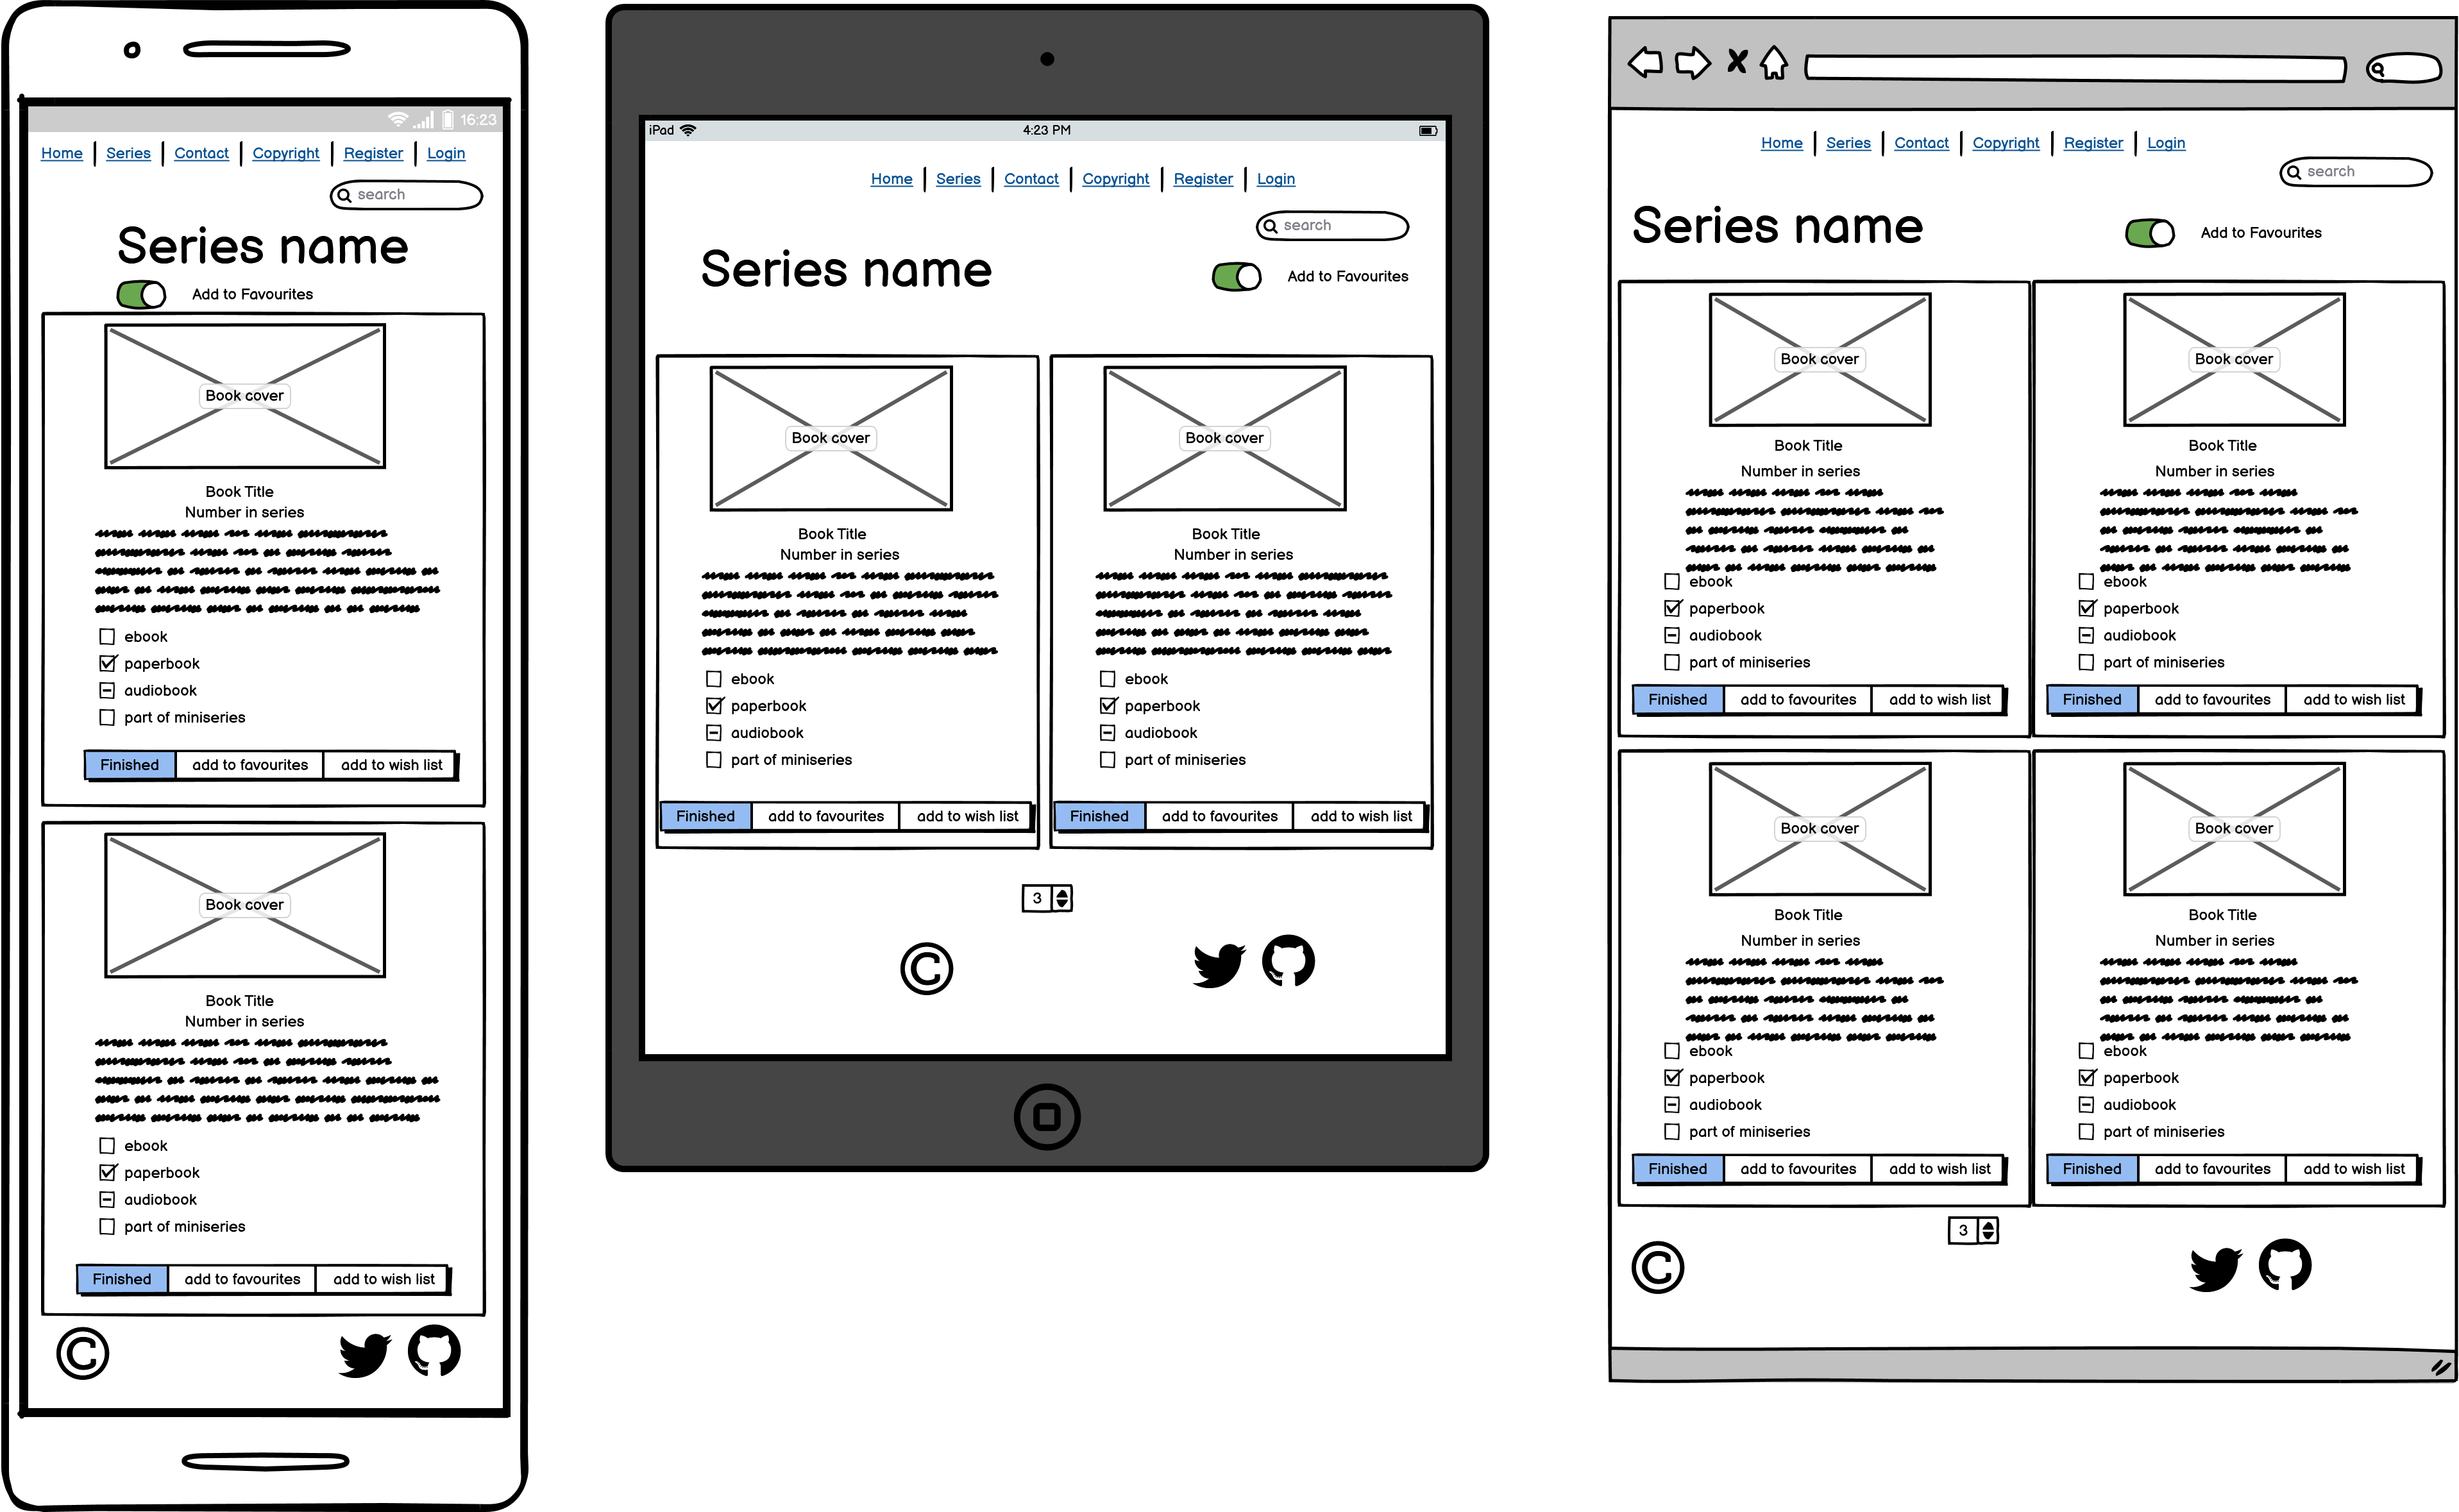 16:23
Home Series Contact Copyright Register Login
search
Series name
Add to Favourites
Book cover
Book Title
Number in series
ebook
paperbook
audiobook
part of miniseries
Finished add to favourites add to wish list
Book cover
Book Title
Number in series
ebook
paperbook
audiobook
part of miniseries
Finished add to favourites add to wish list
©
iPad 4:23 PM
Home Series Contact Copyright Register Login
search
Series name
Add to Favourites
Book cover
Book Title
Number in series
ebook
paperbook
audiobook
part of miniseries
Finished add to favourites add to wish list
Book cover
Book Title
Number in series
ebook
paperbook
audiobook
part of miniseries
Finished add to favourites add to wish list
3
©
Home Series Contact Copyright Register Login
search
Series name
Add to Favourites
Book cover
Book Title
Number in series
ebook
paperbook
audiobook
part of miniseries
Finished add to favourites add to wish list
Book cover
Book Title
Number in series
ebook
paperbook
audiobook
part of miniseries
Finished add to favourites add to wish list
Book cover
Book Title
Number in series
ebook
paperbook
audiobook
part of miniseries
Finished add to favourites add to wish list
Book cover
Book Title
Number in series
ebook
paperbook
audiobook
part of miniseries
Finished add to favourites add to wish list
3
©